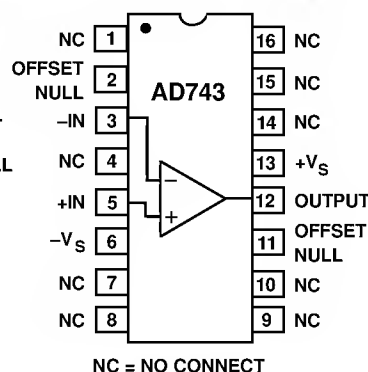 NC 1
OFFSET
NULL 2
–IN 3
NC 4
LL
+IN 5
–VS 6
NC 7
NC 8
AD743
–
+
16 NC
15 NC
14 NC
13 +VS
12 OUTPUT
11 OFFSET
NULL
10 NC
9 NC
NC = NO CONNECT